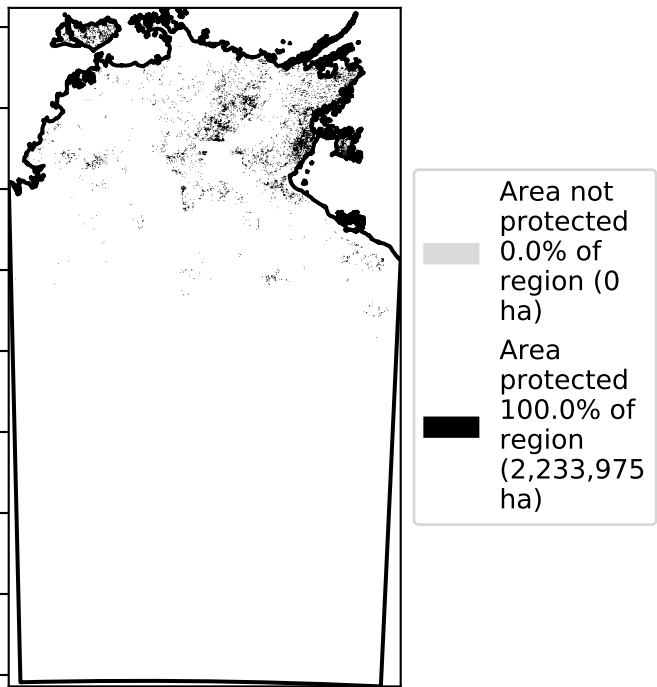 Area not
protected
0.0% of
region (0
ha)
Area
protected
100.0% of
region
(2,233,975
ha)